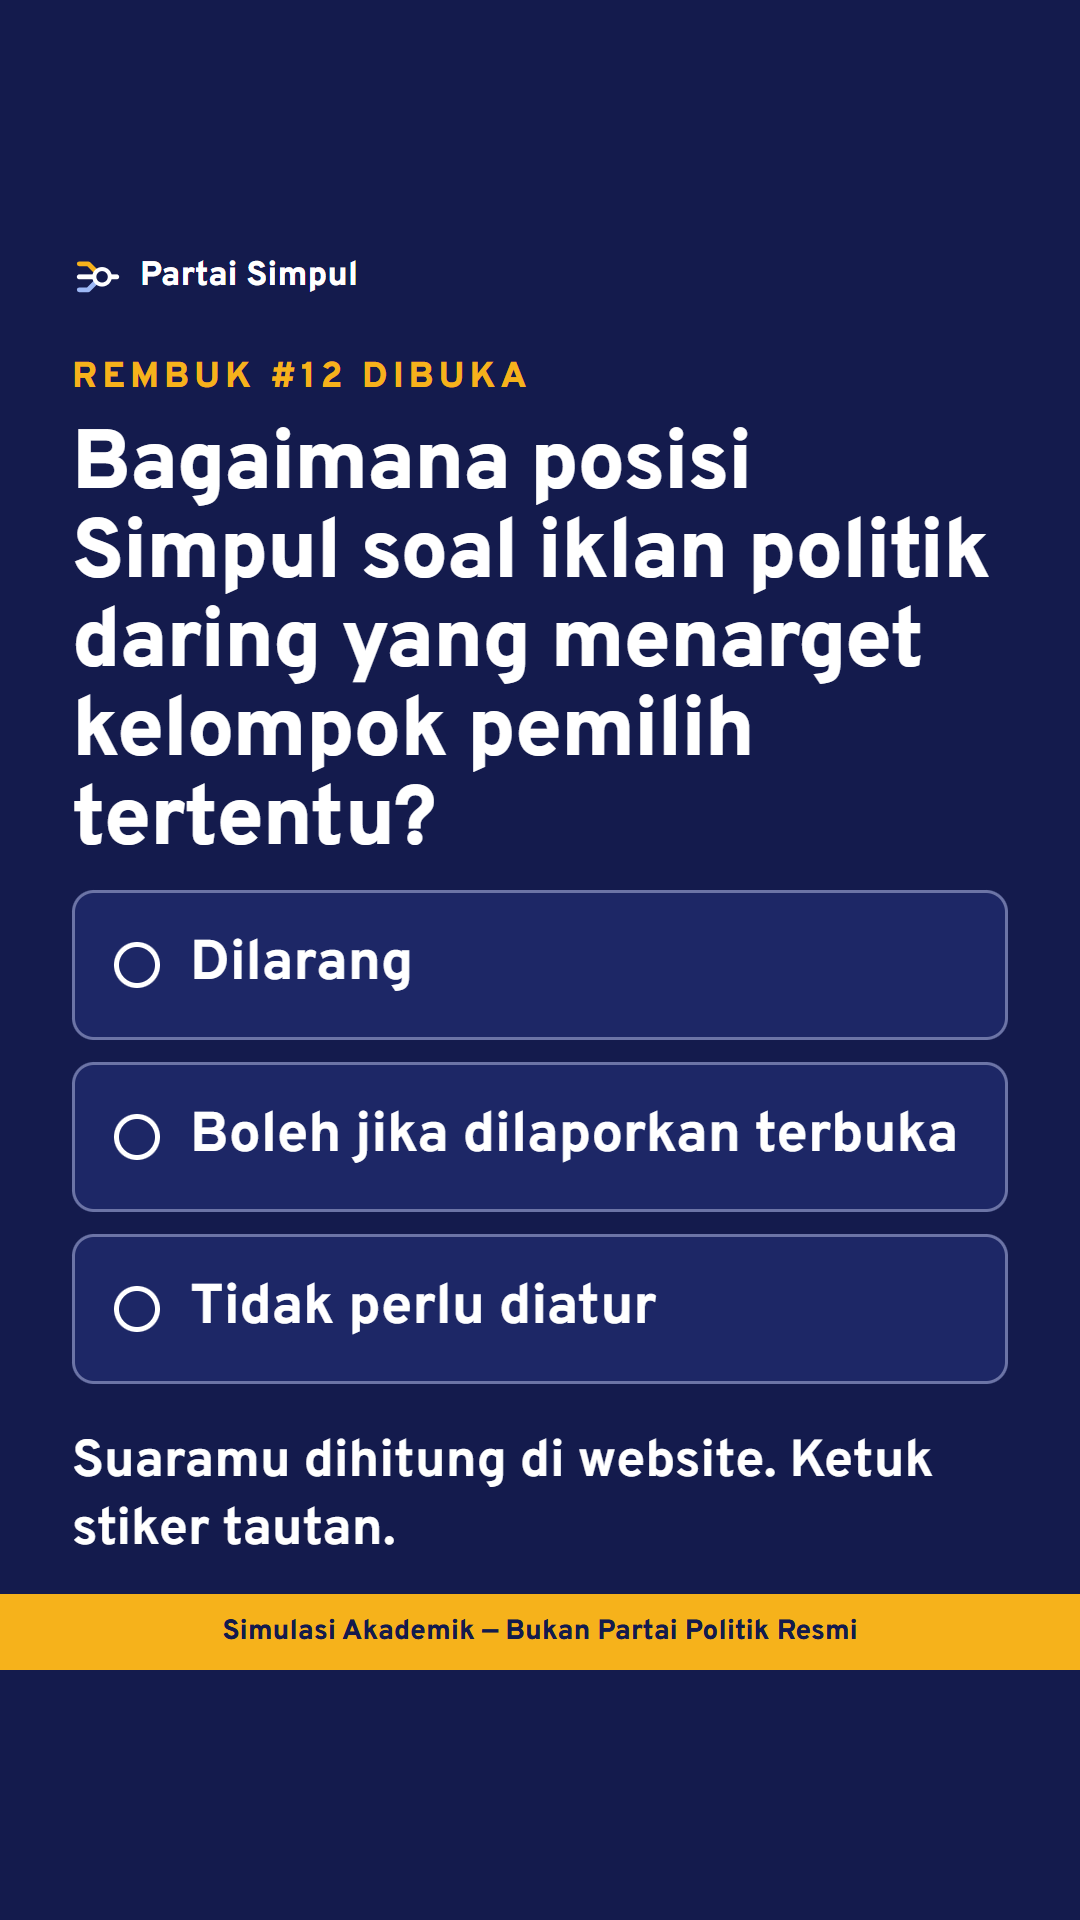 Partai Simpul
REMBUK #12 DIBUKA
Bagaimana posisi
Simpul soal iklan politik
daring yang menarget
kelompok pemilih
tertentu?
Dilarang
Boleh jika dilaporkan terbuka
Tidak perlu diatur
Suaramu dihitung di website. Ketuk
stiker tautan.
Simulasi Akademik – Bukan Partai Politik Resmi